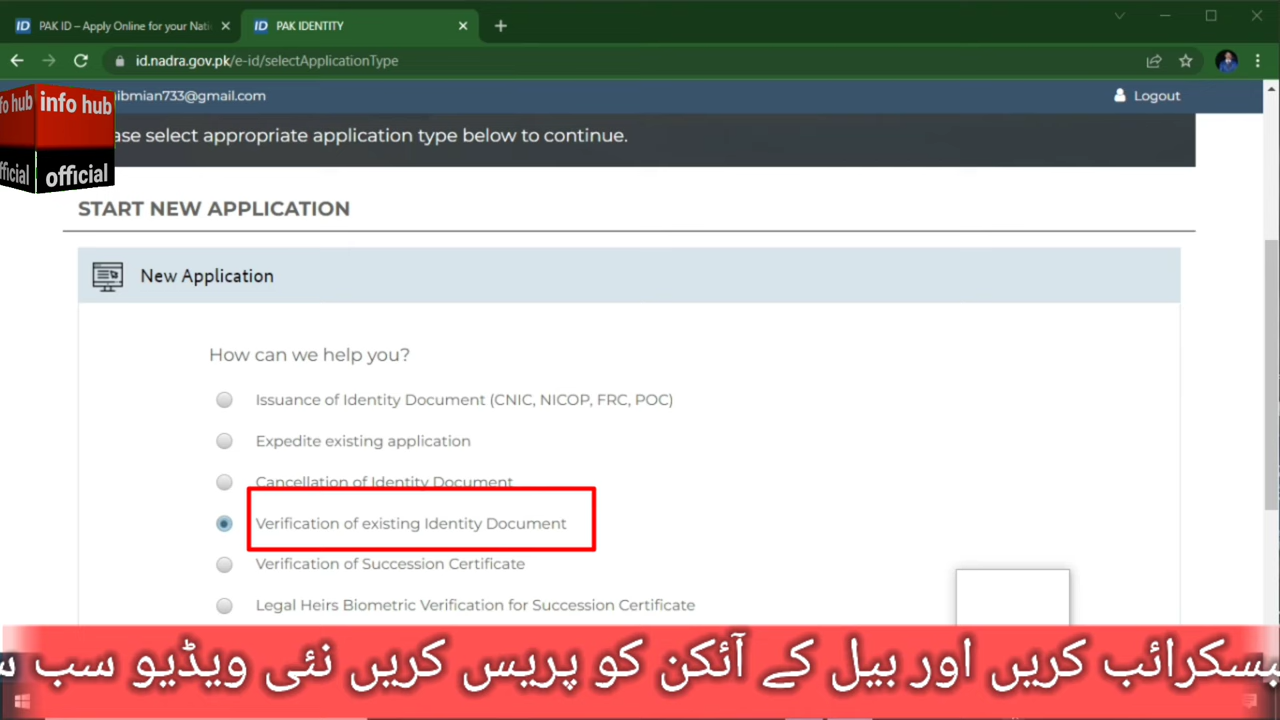 PAK ID – Apply Online for your Nati
PAK IDENTITY
id.nadra.gov.pk/e-id/selectApplicationType
ibmian733@gmail.com
Logout
info hub
official
ase select appropriate application type below to continue.
START NEW APPLICATION
New Application
How can we help you?
Issuance of Identity Document (CNIC, NICOP, FRC, POC)
Expedite existing application
Cancellation of Identity Document
Verification of existing Identity Document
Verification of Succession Certificate
Legal Heirs Biometric Verification for Succession Certificate
بسکرائب کریں اور بیل کے آئکن کو پریس کریں نئی ویڈیو سب